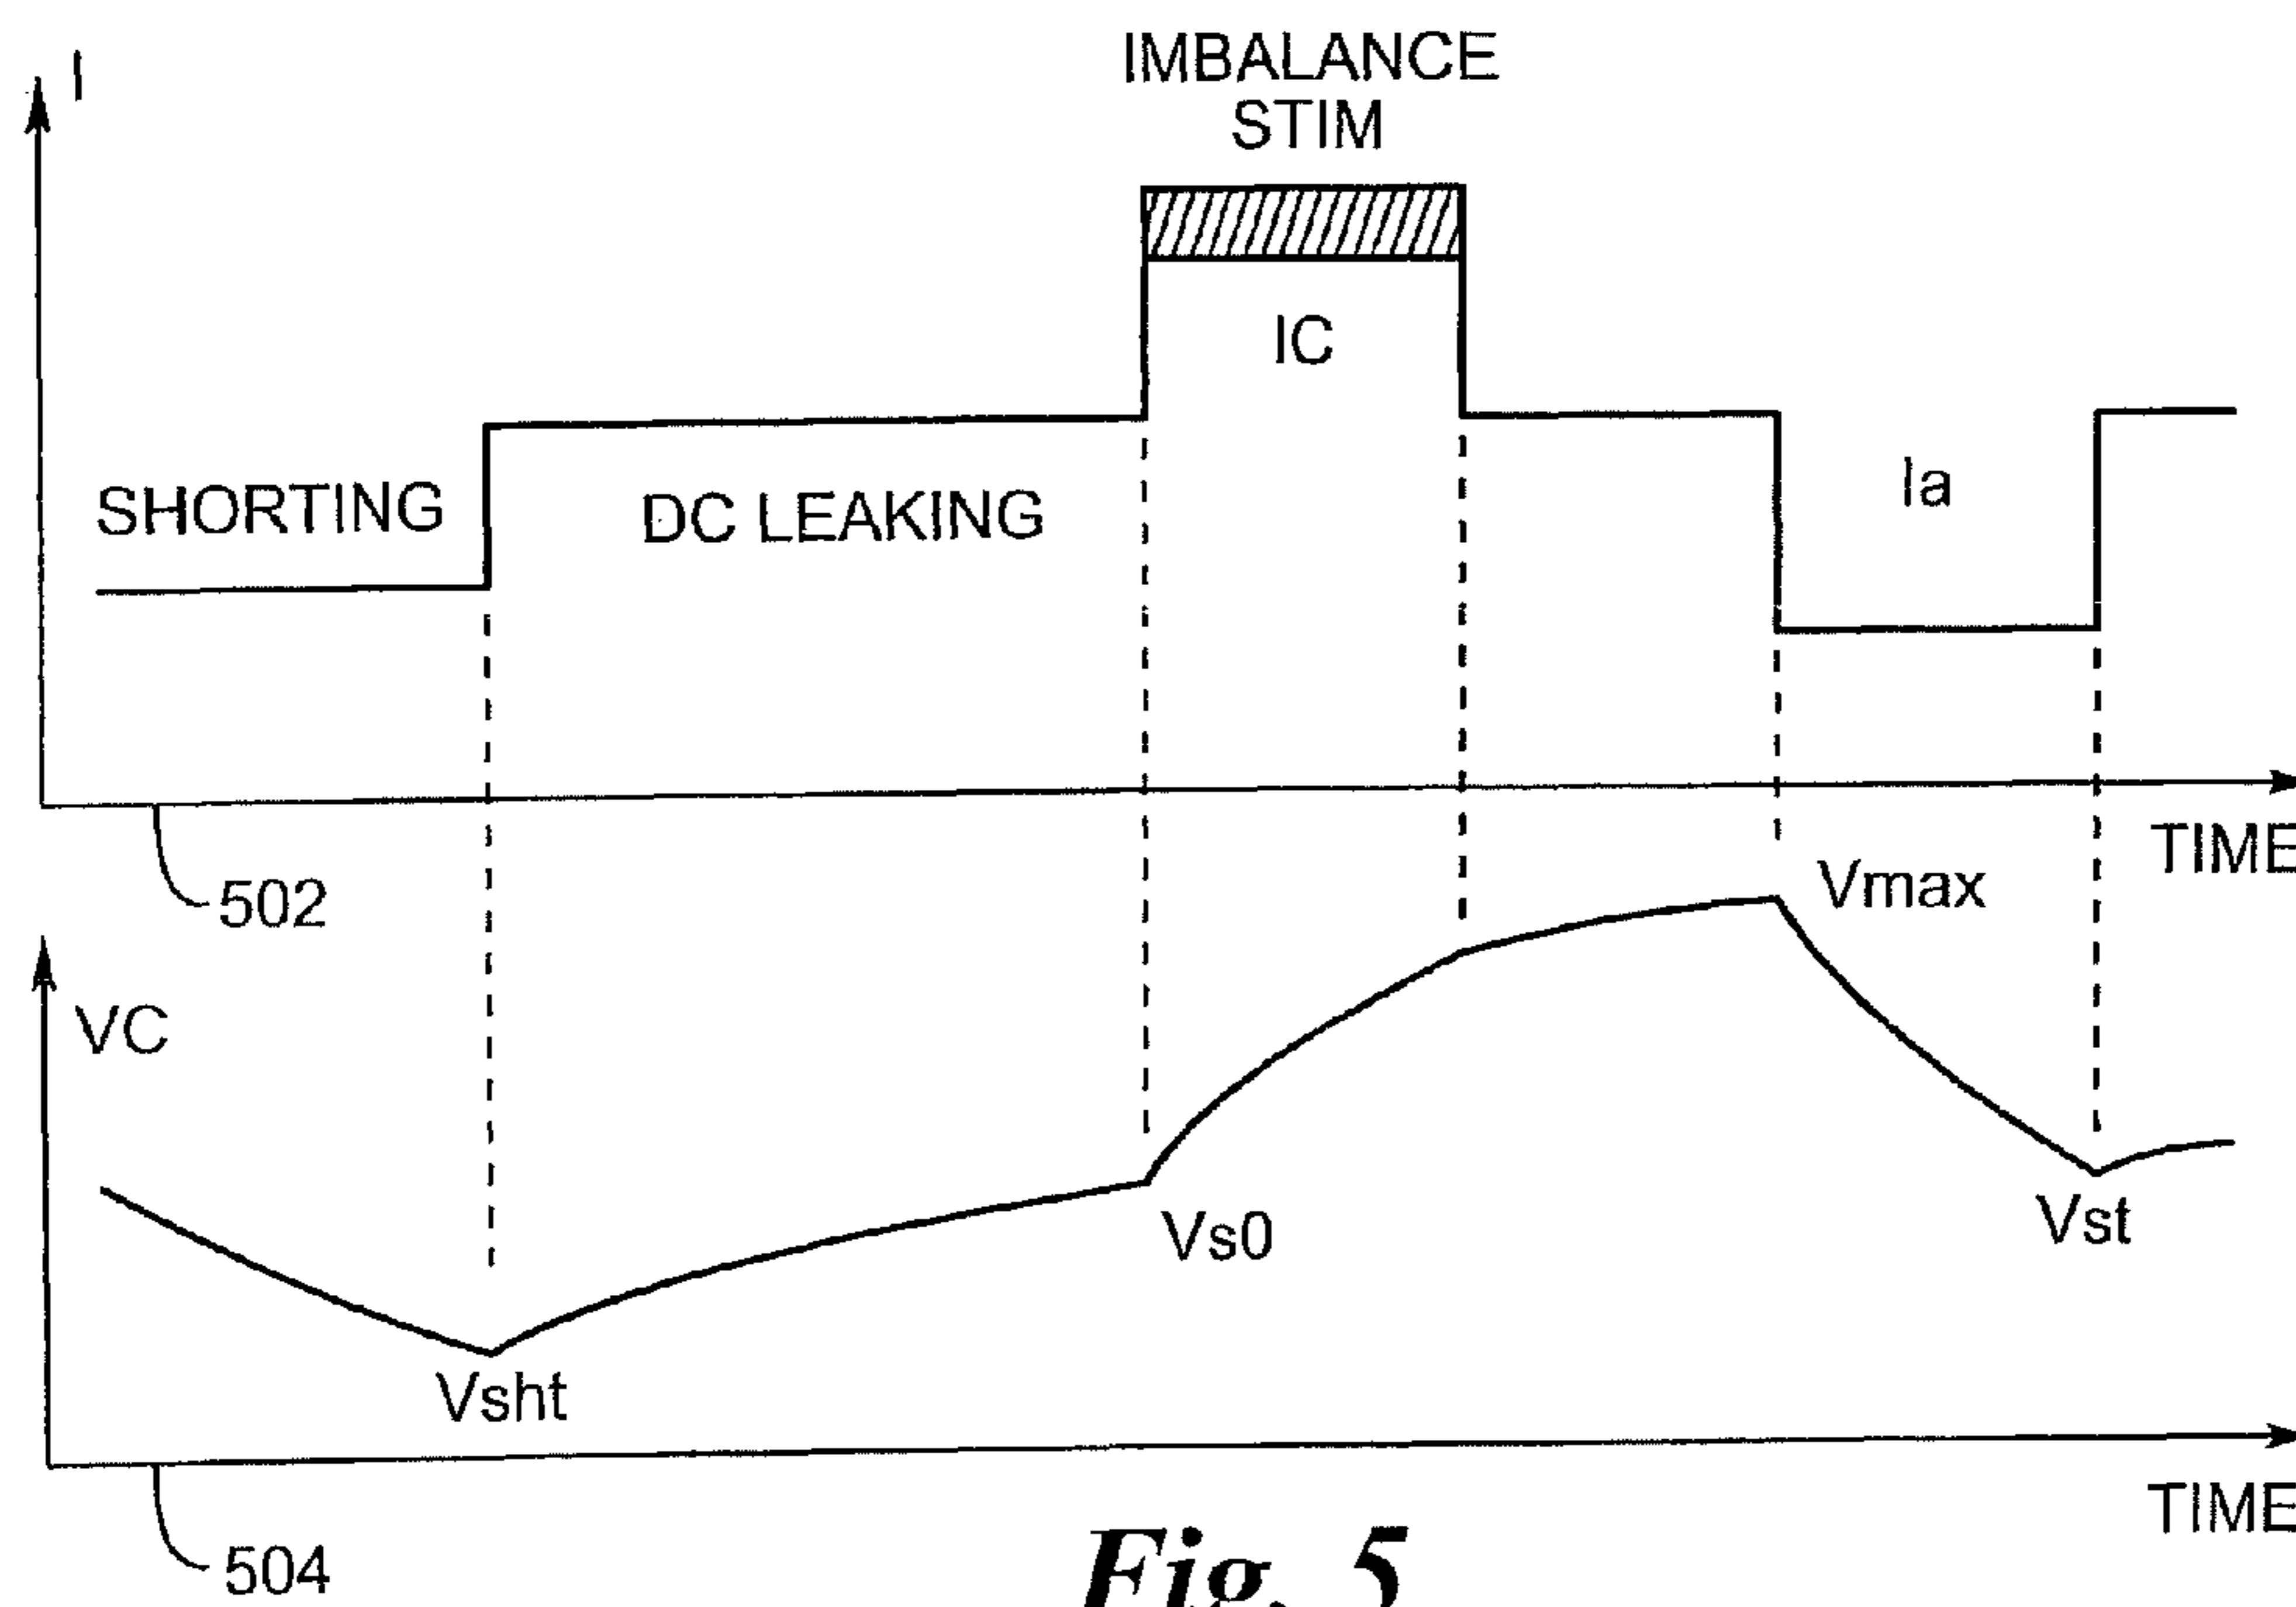 I
IMBALANCE
STIM
IC
SHORTING
DC LEAKING
Ia
TIME
502
Vmax
VC
Vs0
Vst
Vsht
TIME
504
Fig. 5